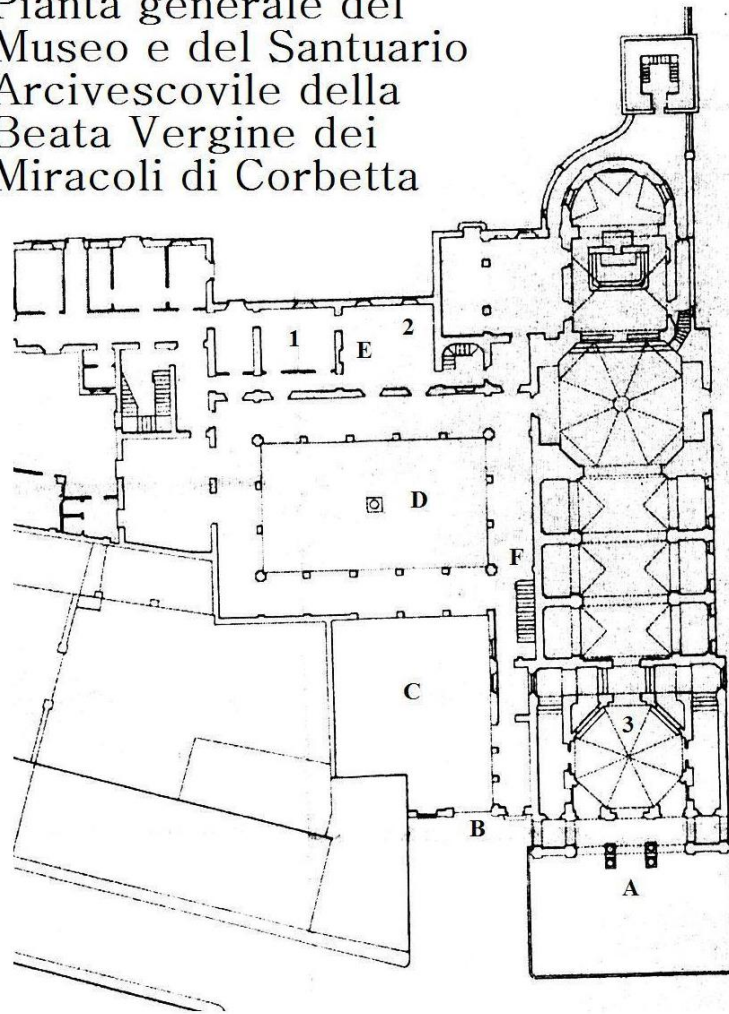 Pianta generale del
Museo e del Santuario
Arcivescovile della
Beata Vergine dei
Miracoli di Corbetta
1
2
E
D
F
C
3
B
A